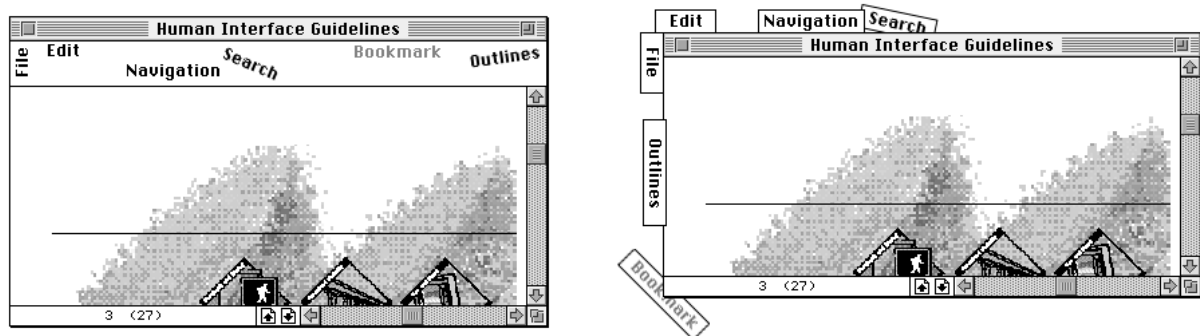 Human Interface Guidelines
File
Edit
Navigation
Search
Bookmark
Outlines
3 (27)
Edit
Navigation
Search
Human Interface Guidelines
File
Outlines
Bookmark
3 (27)